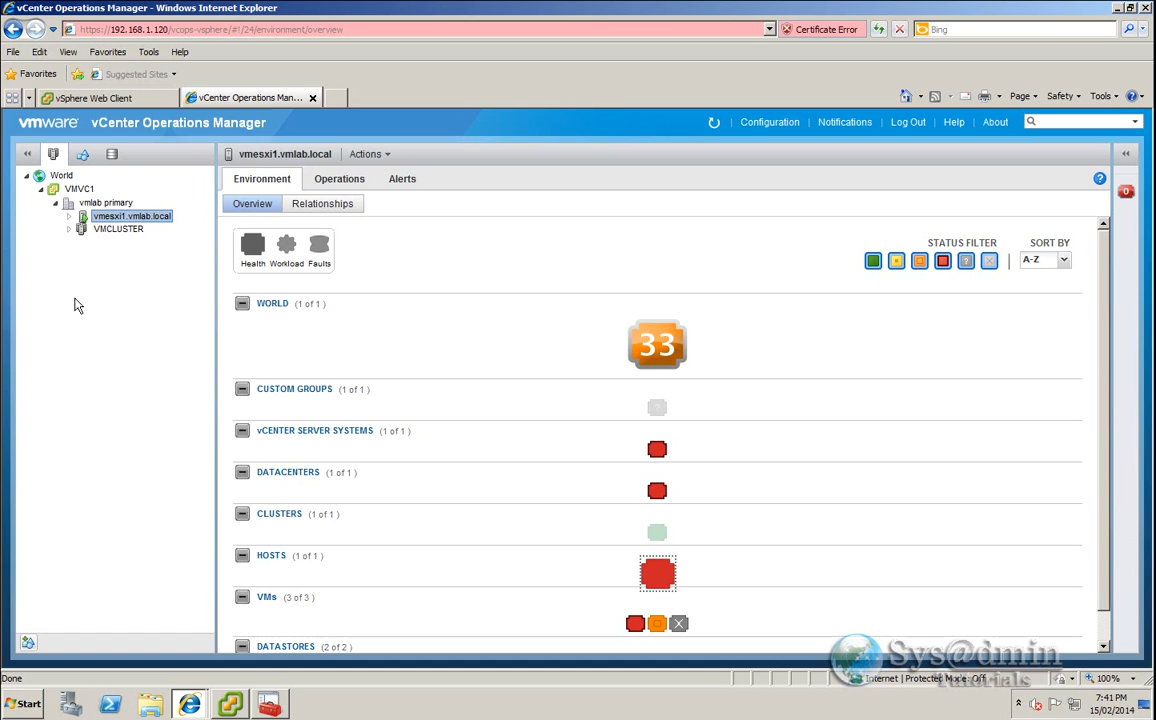 vCenter Operations Manager - Windows Internet Explorer
https://192.168.1.120/vcops-vsphere/#!/24/environment/overview
Certificate Error
Bing
File Edit View Favorites Tools Help
Favorites
Suggested Sites
vSphere Web Client
vCenter Operations Man...
Page Safety Tools
vmware vCenter Operations Manager
Configuration Notifications Log Out Help About
vmesxi1.vmlab.local Actions
World
VMVC1
vmlab primary
vmesxi1.vmlab.local
VMCLUSTER
Environment Operations Alerts
0
Overview Relationships
Health Workload Faults
STATUS FILTER SORT BY
A-Z
WORLD (1 of 1)
33
CUSTOM GROUPS (1 of 1)
vCENTER SERVER SYSTEMS (1 of 1)
DATACENTERS (1 of 1)
CLUSTERS (1 of 1)
HOSTS (1 of 1)
VMs (3 of 3)
DATASTORES (2 of 2)
Sys@dmin
Tutorials
Done
Internet | Protected Mode: Off
100%
Start
7:41 PM
15/02/2014